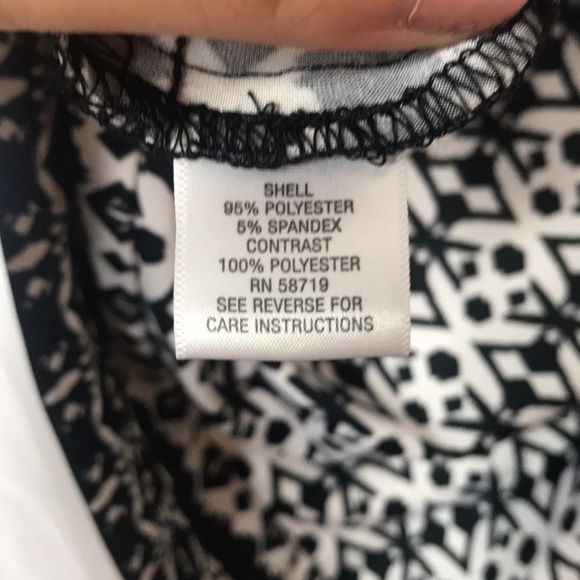 SHELL
95% POLYESTER
5% SPANDEX
CONTRAST
100% POLYESTER
RN 58719
SEE REVERSE FOR
CARE INSTRUCTIONS